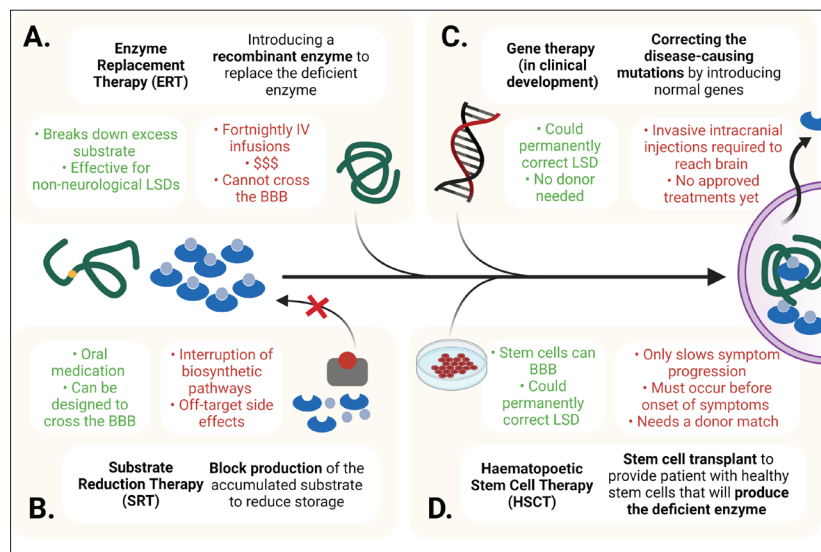 A.
Enzyme
Replacement
Therapy (ERT)
Introducing a
recombinant enzyme to
replace the deficient
enzyme
• Breaks down excess
substrate
• Effective for
non-neurological LSDs
• Fortnightly IV
infusions
• $$$
• Cannot cross the
BBB
C.
Gene therapy
(in clinical
development)
Correcting the
disease-causing
mutations by introducing
normal genes
• Could
permanently
correct LSD
• No donor
needed
• Invasive intracranial
injections required to
reach brain
• No approved
treatments yet
• Oral
medication
• Can be
designed to
cross the BBB
• Interruption of
biosynthetic
pathways
• Off-target side
effects
Substrate
Reduction Therapy
(SRT)
Block production of the
accumulated substrate
to reduce storage
B.
• Stem cells can
BBB
• Could
permanently
correct LSD
• Only slows symptom
progression
• Must occur before
onset of symptoms
• Needs a donor match
Haematopoetic
Stem Cell Therapy
(HSCT)
Stem cell transplant to
provide patient with healthy
stem cells that will produce
the deficient enzyme
D.